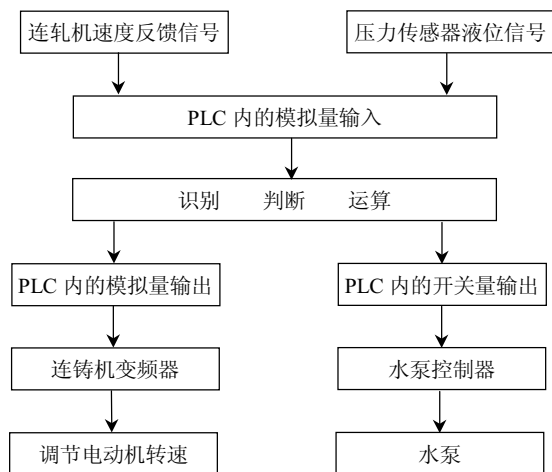 连轧机速度反馈信号
压力传感器液位信号
PLC 内的模拟量输入
识别 判断 运算
PLC 内的模拟量输出
PLC 内的开关量输出
连铸机变频器
水泵控制器
调节电动机转速
水泵